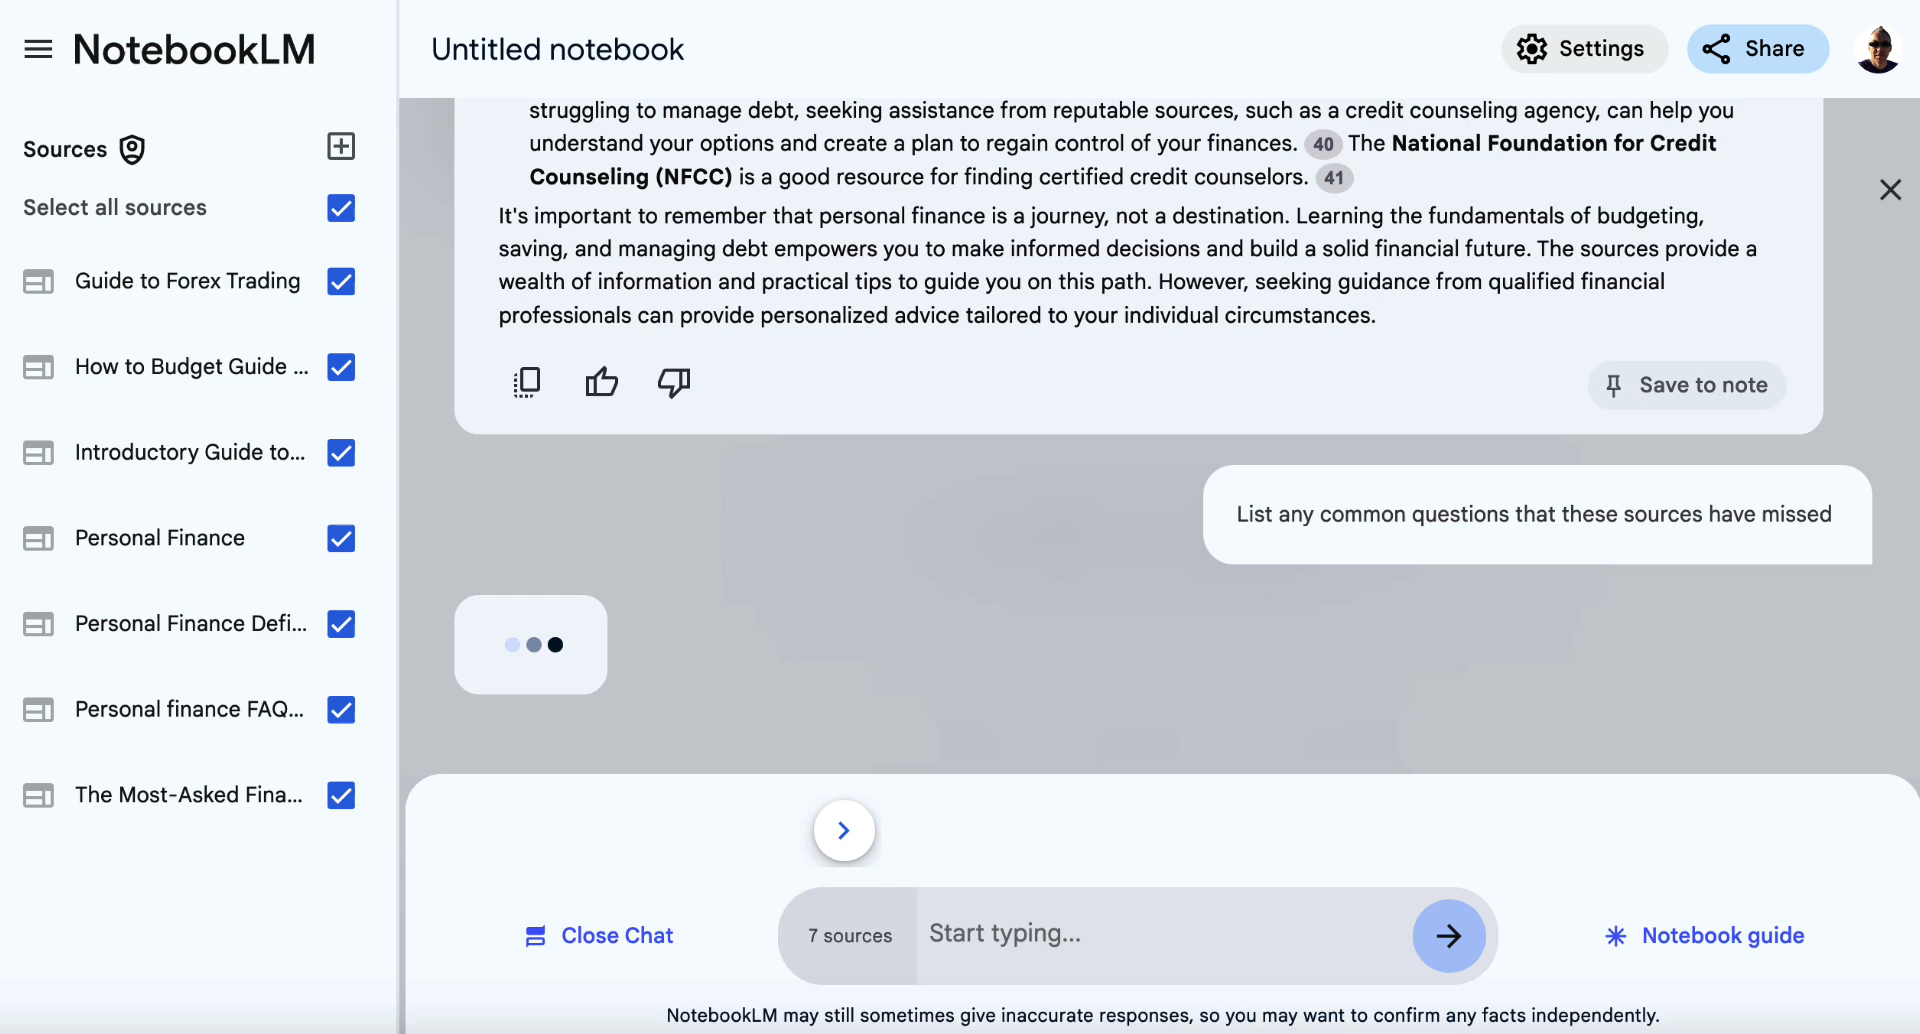 NotebookLM
Untitled notebook
Settings
Share
Sources
Select all sources
Guide to Forex Trading
How to Budget Guide ...
Introductory Guide to...
Personal Finance
Personal Finance Defi...
Personal finance FAQ...
The Most-Asked Fina...
struggling to manage debt, seeking assistance from reputable sources, such as a credit counseling agency, can help you
understand your options and create a plan to regain control of your finances. 40 The National Foundation for Credit
Counseling (NFCC) is a good resource for finding certified credit counselors. 41
It's important to remember that personal finance is a journey, not a destination. Learning the fundamentals of budgeting,
saving, and managing debt empowers you to make informed decisions and build a solid financial future. The sources provide a
wealth of information and practical tips to guide you on this path. However, seeking guidance from qualified financial
professionals can provide personalized advice tailored to your individual circumstances.
Save to note
List any common questions that these sources have missed
Close Chat
7 sources
Start typing...
Notebook guide
NotebookLM may still sometimes give inaccurate responses, so you may want to confirm any facts independently.